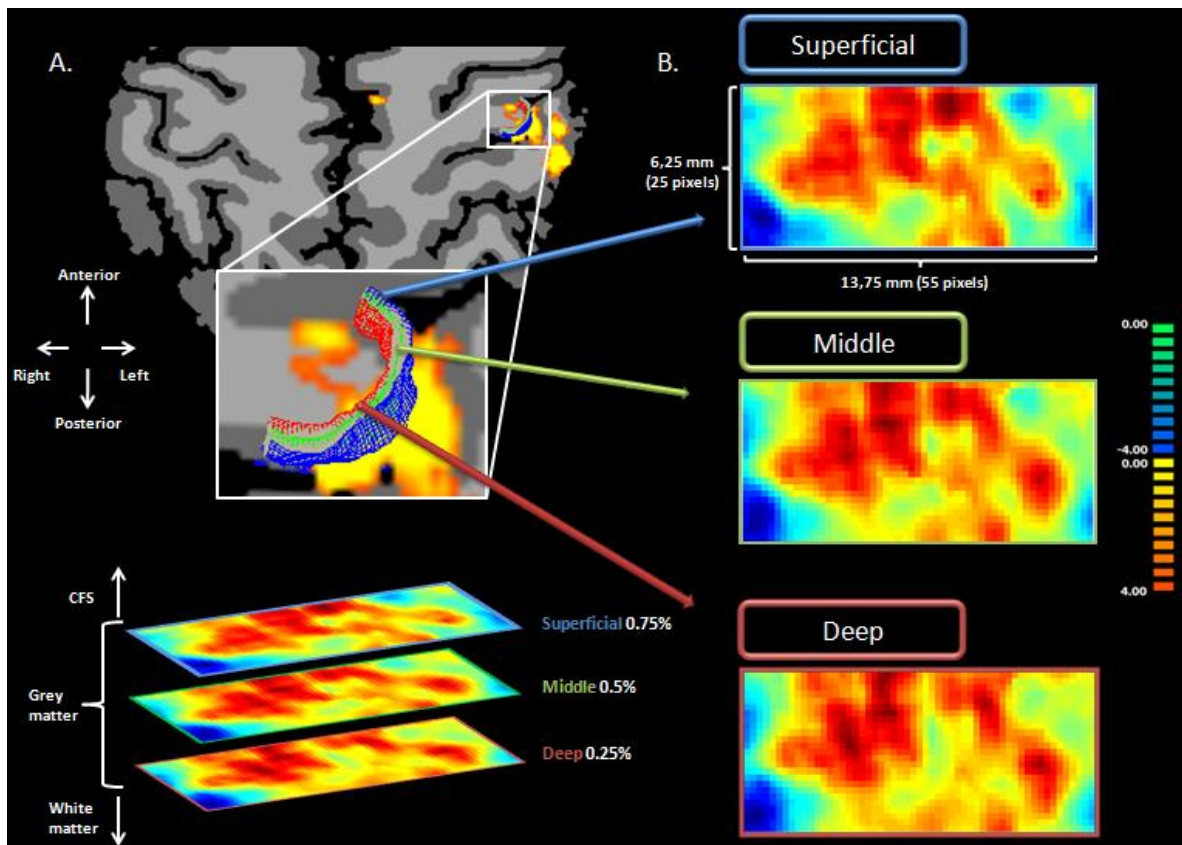 A.
B.
Superficial
6,25 mm
(25 pixels)
13,75 mm (55 pixels)
Anterior
Right
Left
Posterior
Middle
0.00
-4.00
0.00
4.00
CFS
Superficial 0.75%
Middle 0.5%
Grey
matter
Deep 0.25%
White
matter
Deep